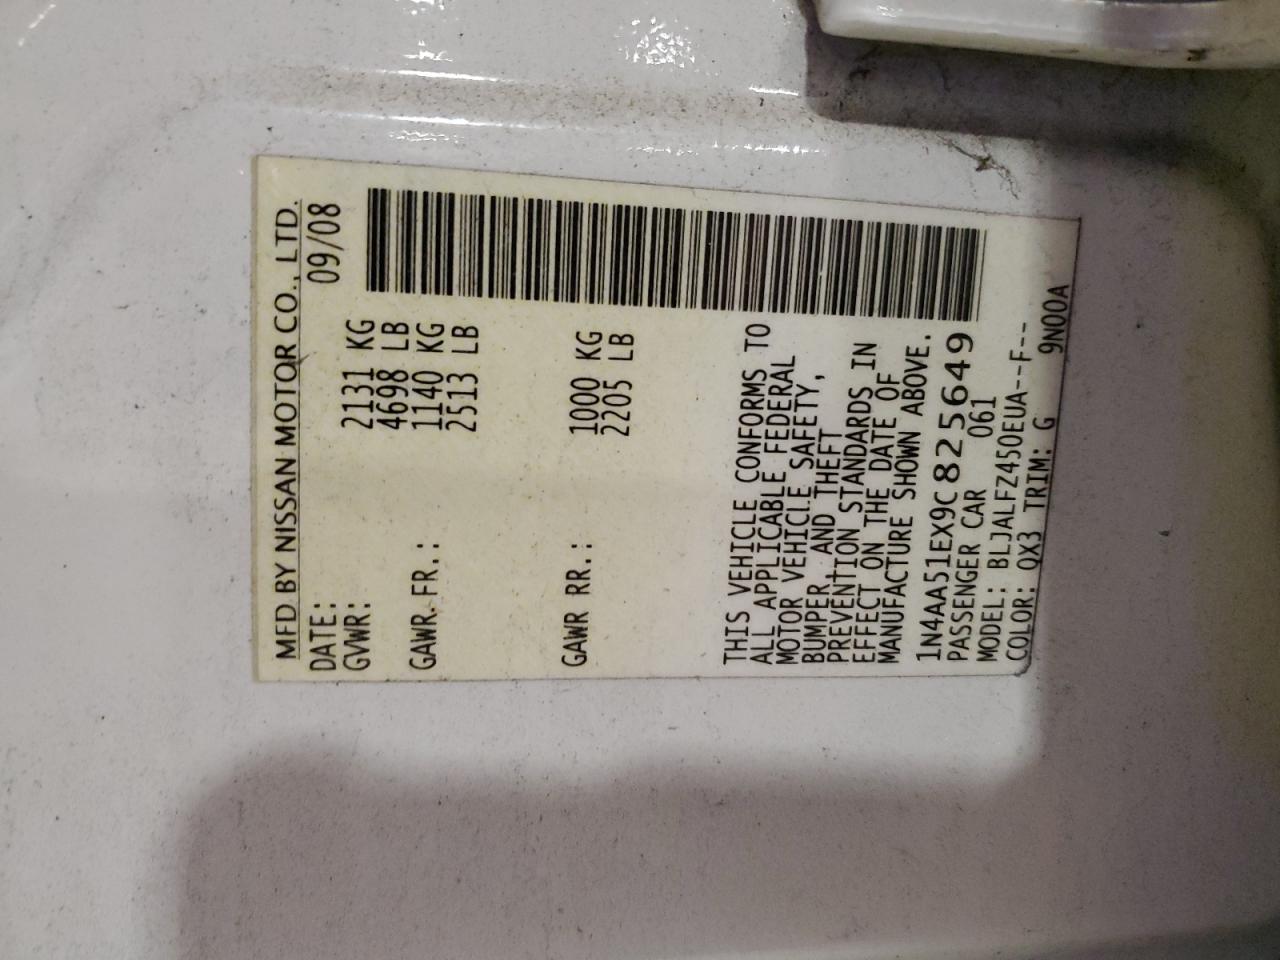 MFD BY NISSAN MOTOR CO., LTD.
DATE: 09/08
GVWR: 2131 KG
4698 LB
GAWR FR.: 1140 KG
2513 LB
GAWR RR.: 1000 KG
2205 LB
THIS VEHICLE CONFORMS TO
ALL APPLICABLE FEDERAL
MOTOR VEHICLE SAFETY,
BUMPER, AND THEFT
PREVENTION STANDARDS IN
EFFECT ON THE DATE OF
MANUFACTURE SHOWN ABOVE.
1N4AA51EX9C825649
PASSENGER CAR 061
MODEL: BLJALFZ450EUA--F--
COLOR: QX3 TRIM: G 9N00A